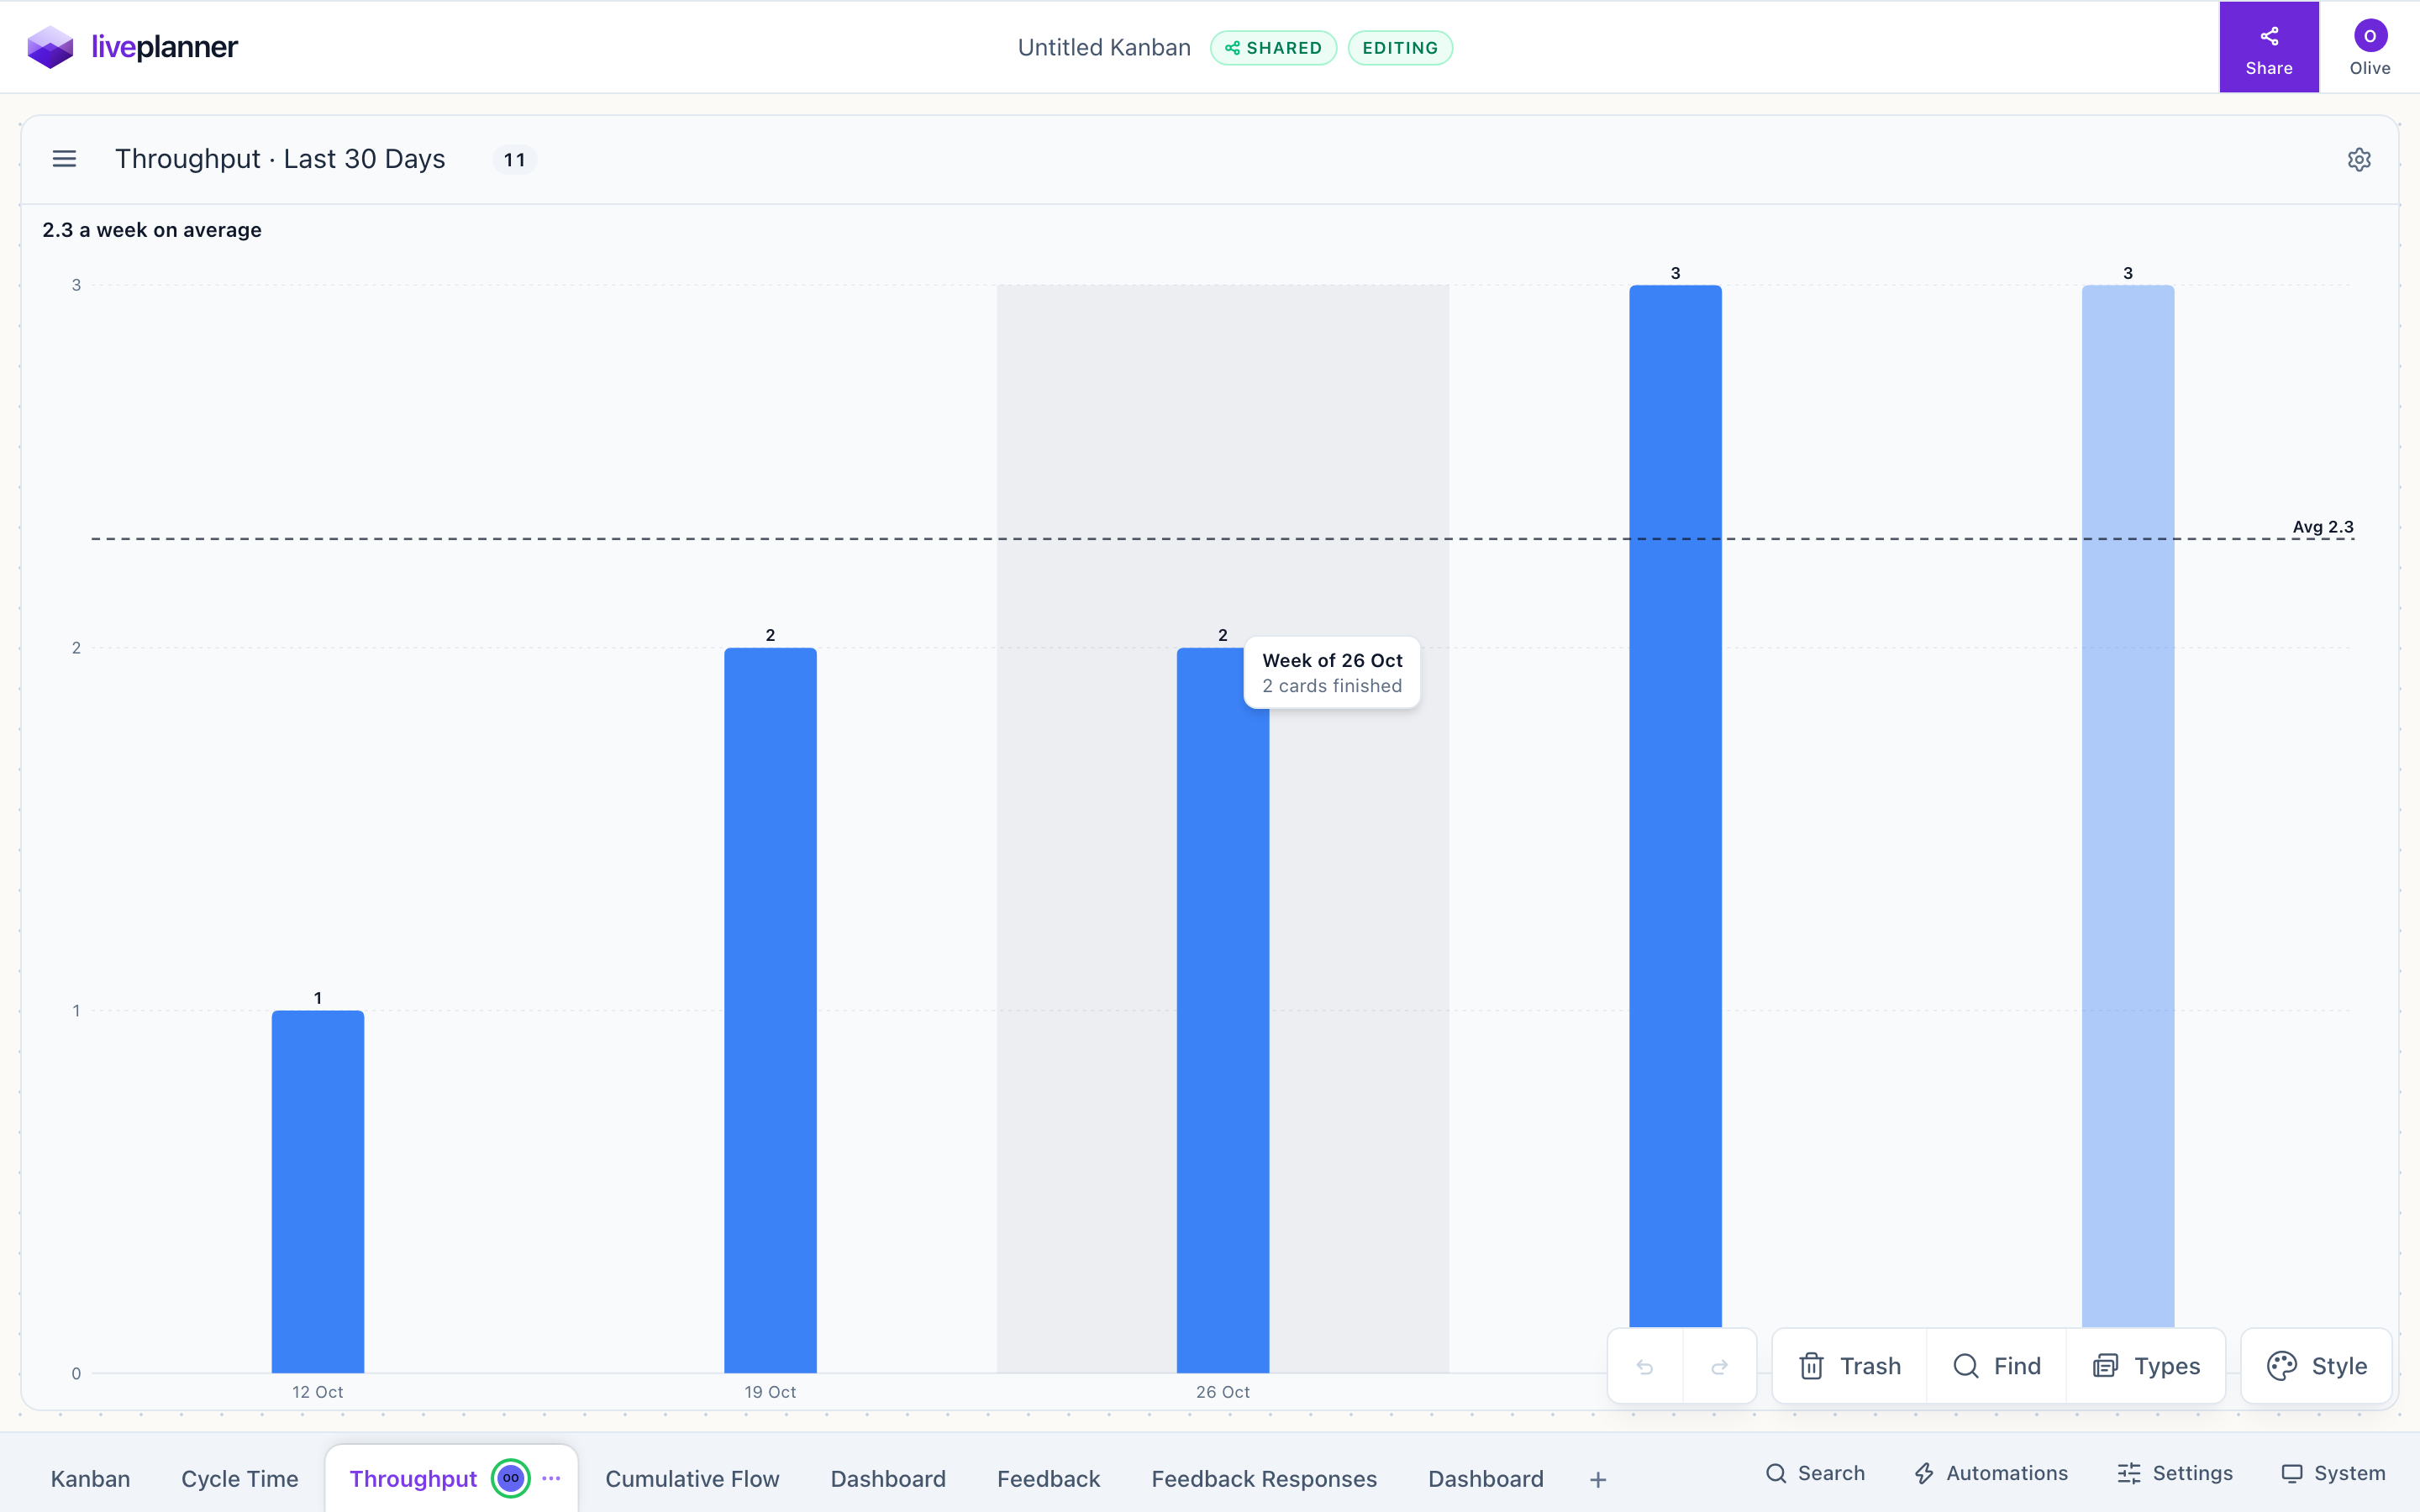 liveplanner
Untitled Kanban
SHARED
EDITING
Share
O
Olive
Throughput · Last 30 Days
11
2.3 a week on average
3
3
3
Avg 2.3
2
2
2
Week of 26 Oct
2 cards finished
1
1
0
12 Oct
19 Oct
26 Oct
Trash
Find
Types
Style
Kanban
Cycle Time
Throughput
OO
Cumulative Flow
Dashboard
Feedback
Feedback Responses
Dashboard
Search
Automations
Settings
System